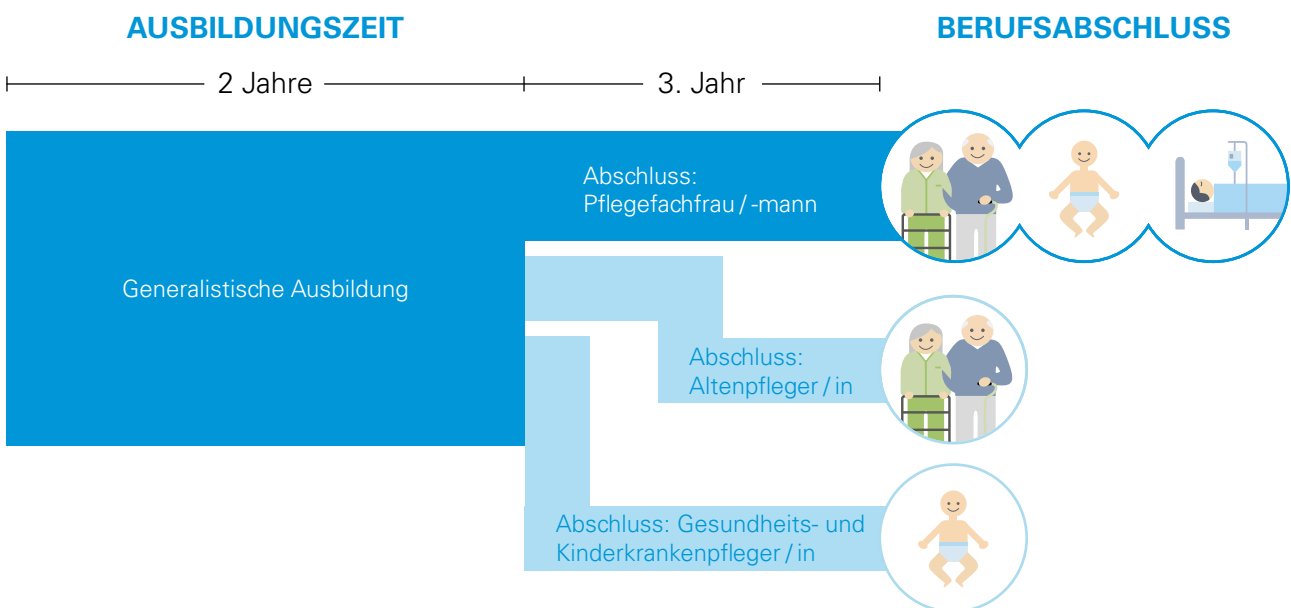 AUSBILDUNGSZEIT
BERUFSABSCHLUSS
2 Jahre
3. Jahr
Abschluss:
Pflegefachfrau / -mann
Generalistische Ausbildung
Abschluss:
Altenpfleger / in
Abschluss: Gesundheits- und
Kinderkrankenpfleger / in